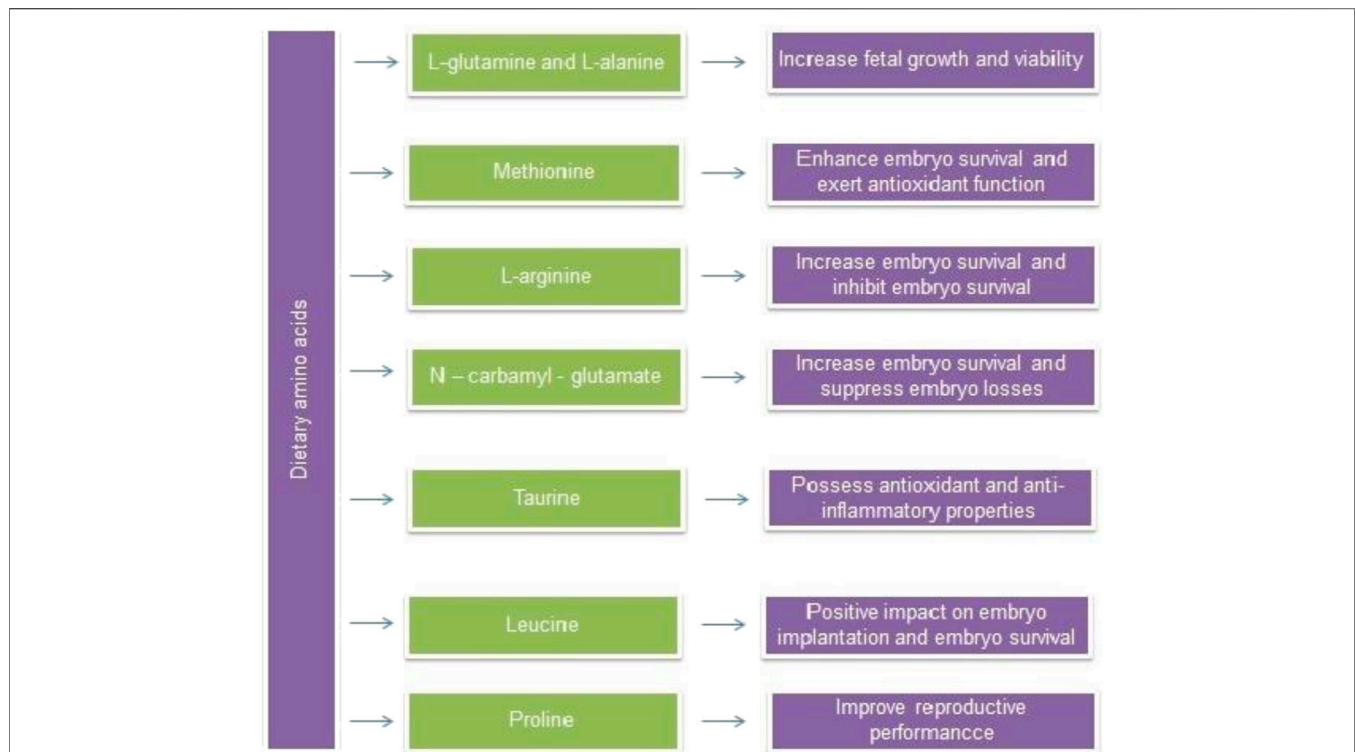 Dietary amino acids
L-glutamine and L-alanine
Increase fetal growth and viability
Methionine
Enhance embryo survival and
exert antioxidant function
L-arginine
Increase embryo survival and
inhibit embryo survival
N – carbamyl - glutamate
Increase embryo survival and
suppress embryo losses
Taurine
Possess antioxidant and anti-
inflammatory properties
Leucine
Positive impact on embryo
implantation and embryo survival
Proline
Improve reproductive
performancce